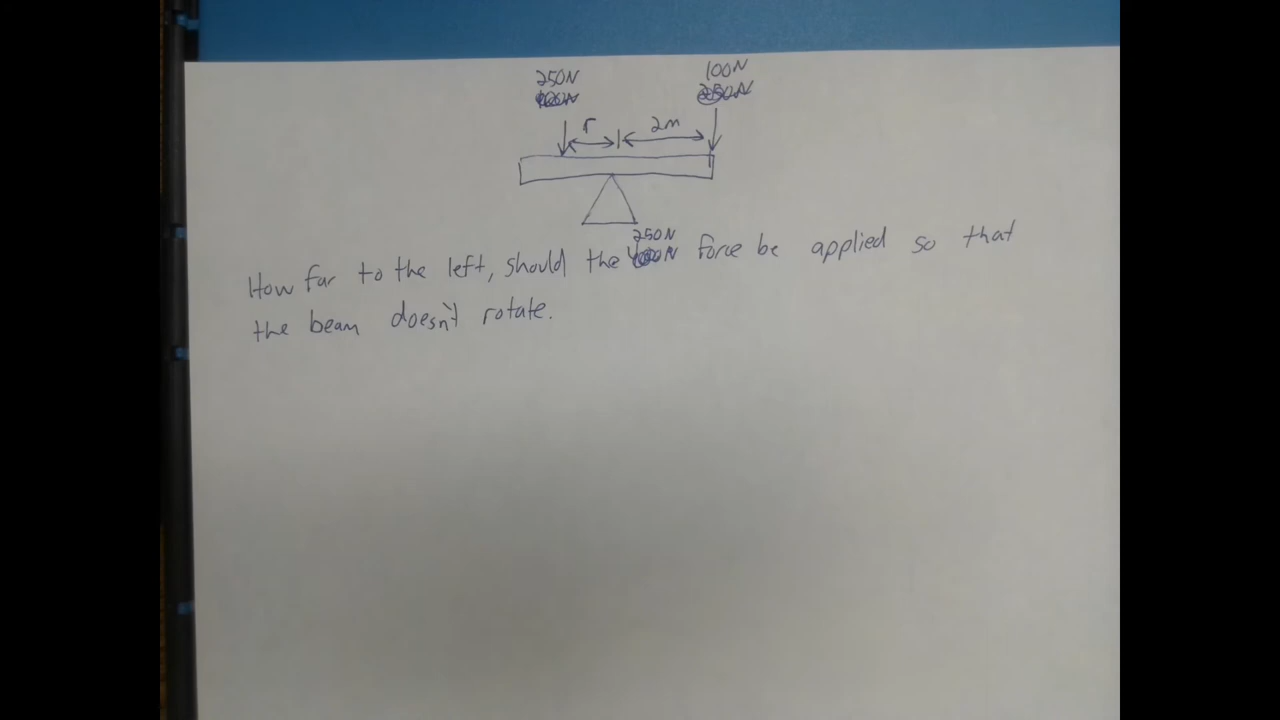 250N 100N
r 2m
250N
How far to the left, should the force be applied so that
the beam doesn't rotate.